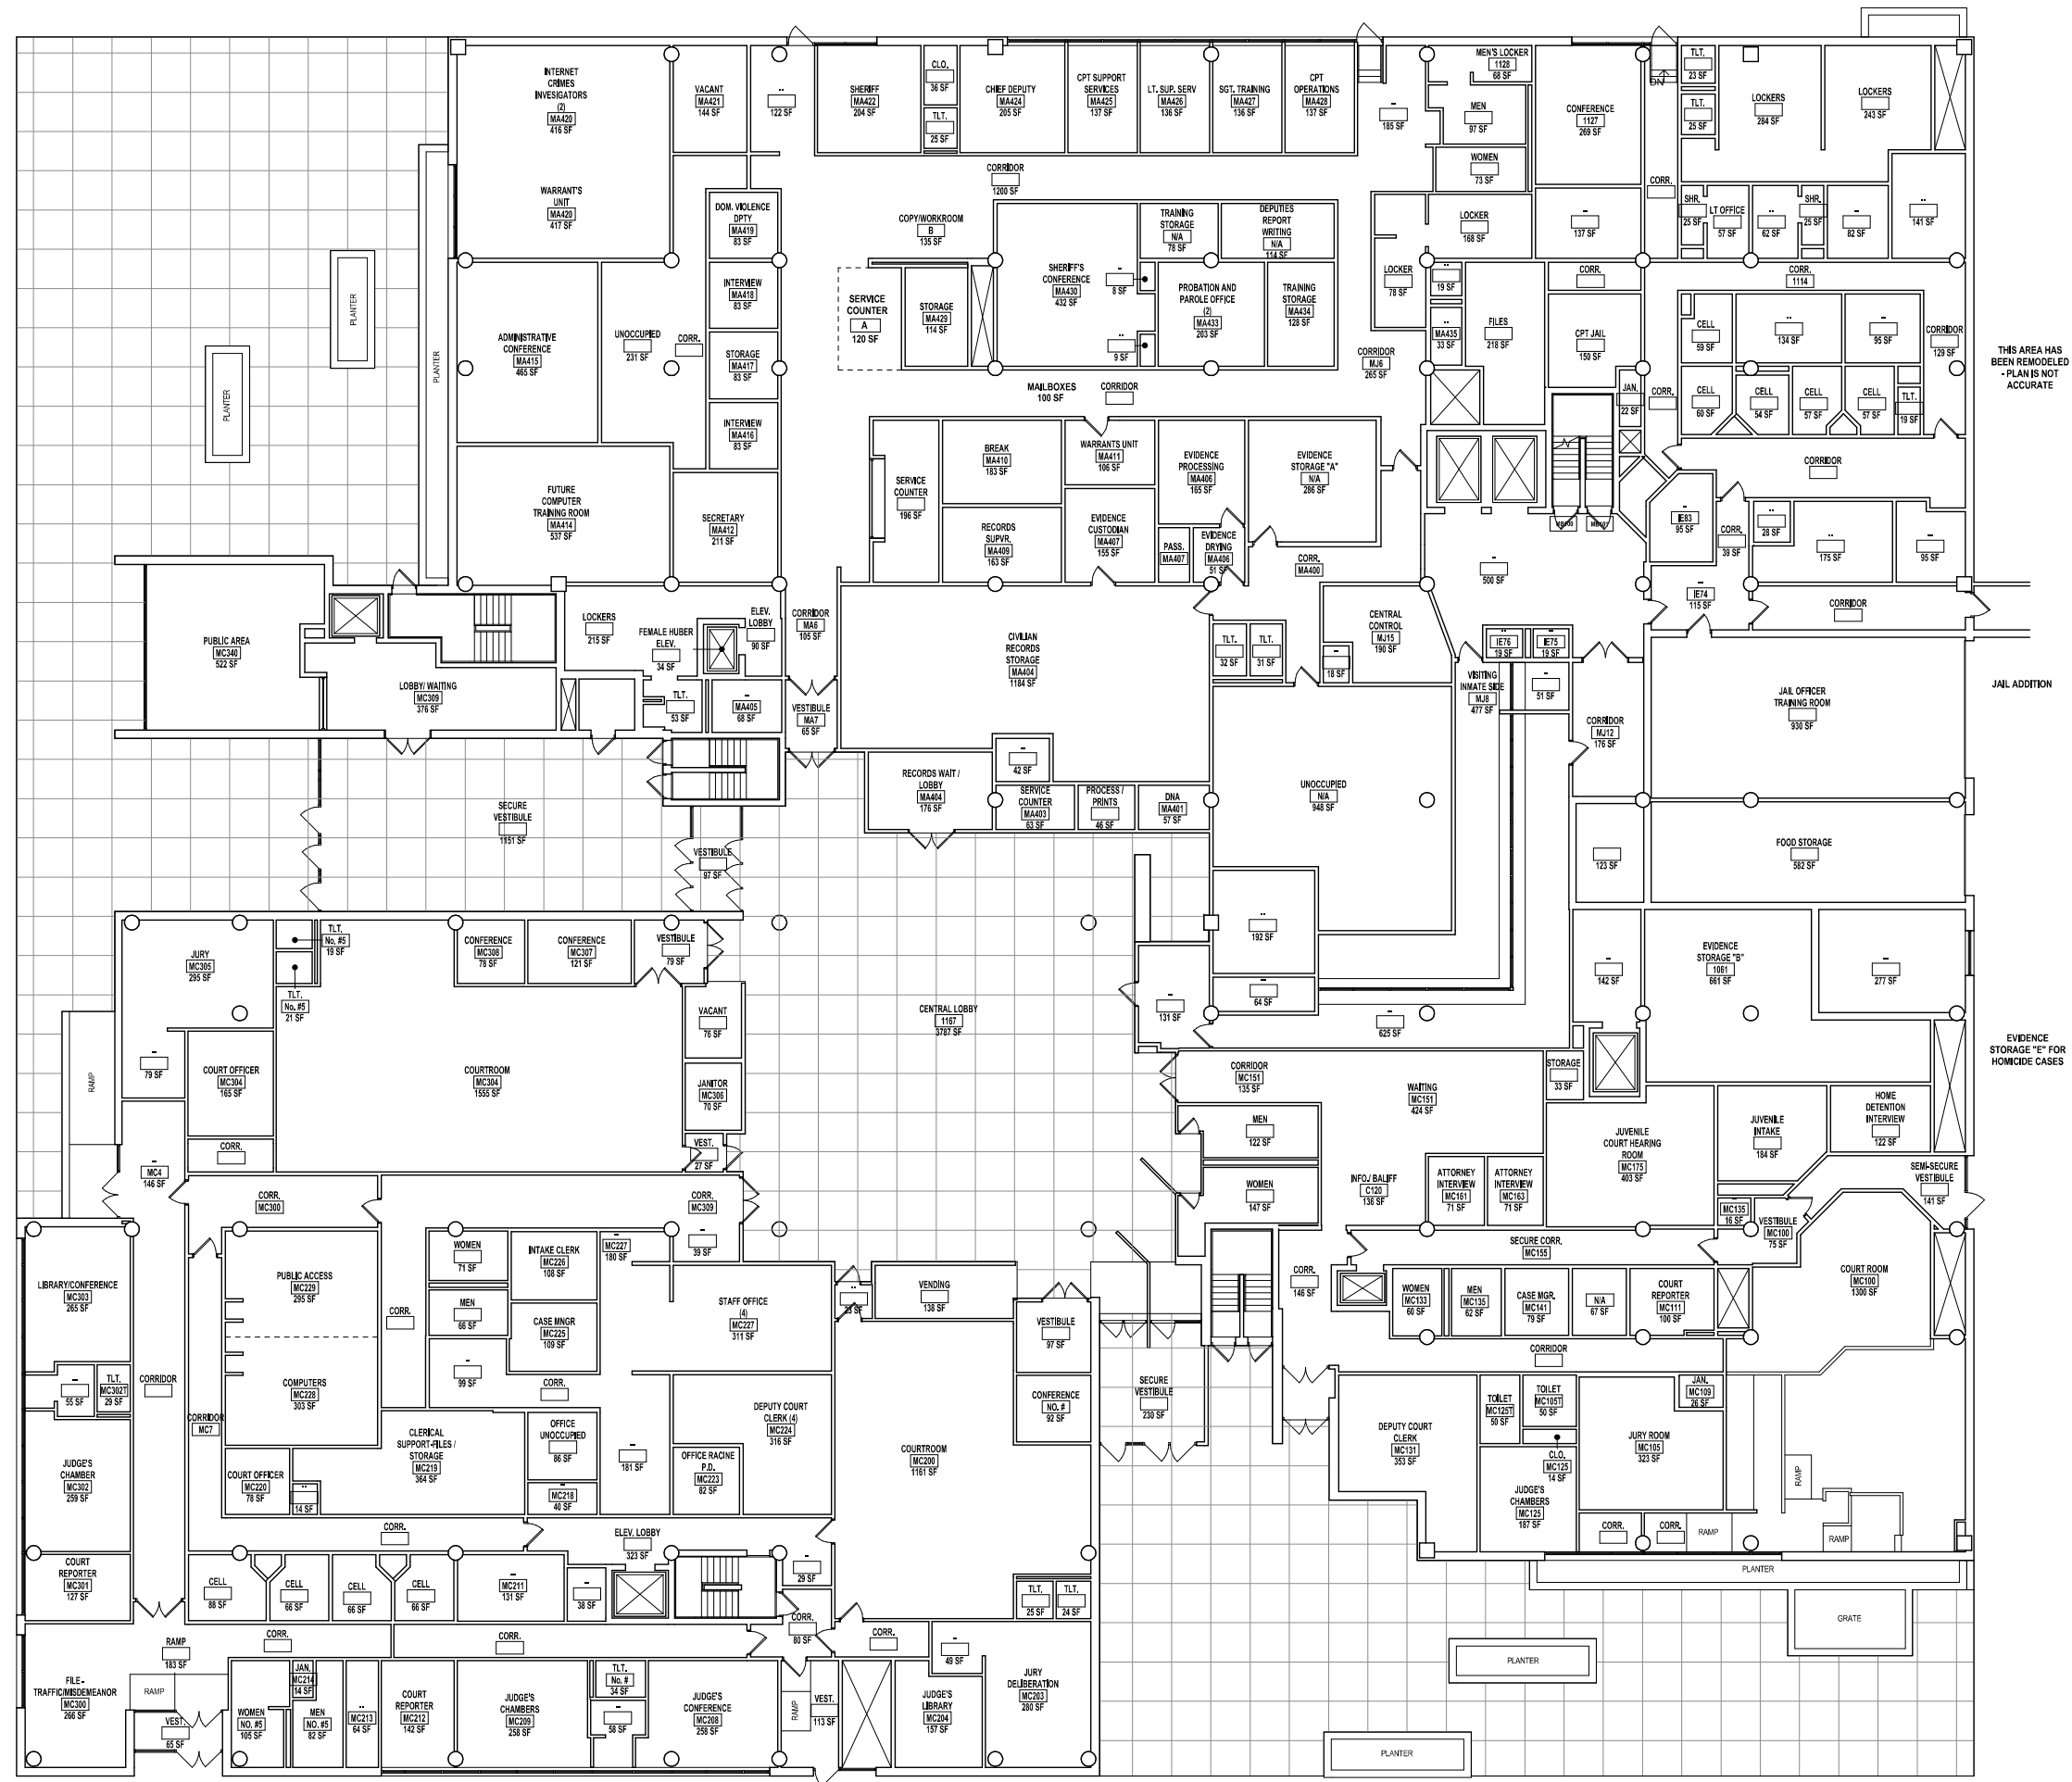 INTERNET
CRIMES
INVESIGATORS
(2)
MA420
416 SF
VACANT
MA421
144 SF
--
122 SF
SHERIFF
MA422
204 SF
CLO.
36 SF
TLT.
25 SF
CHIEF DEPUTY
MA424
205 SF
CPT SUPPORT
SERVICES
MA425
137 SF
LT. SUP. SERV
MA426
136 SF
SGT. TRAINING
MA427
136 SF
CPT
OPERATIONS
MA428
137 SF
--
185 SF
MEN'S LOCKER
1128
68 SF
MEN
97 SF
WOMEN
73 SF
CONFERENCE
1127
269 SF
DN
TLT.
23 SF
TLT.
25 SF
LOCKERS
284 SF
LOCKERS
243 SF
WARRANT'S
UNIT
MA420
417 SF
DOM. VIOLENCE
DPTY
MA419
83 SF
CORRIDOR
1200 SF
COPY/WORKROOM
B
135 SF
TRAINING
STORAGE
N/A
78 SF
DEPUTIES
REPORT
WRITING
N/A
114 SF
LOCKER
168 SF
--
137 SF
CORR.
SHR.
25 SF
LT OFFICE
57 SF
--
62 SF
SHR.
25 SF
--
82 SF
--
141 SF
PLANTER
PLANTER
PLANTER
ADMINISTRATIVE
CONFERENCE
MA415
465 SF
UNOCCUPIED
231 SF
CORR.
INTERVIEW
MA418
83 SF
STORAGE
MA417
83 SF
INTERVIEW
MA416
83 SF
SERVICE
COUNTER
A
120 SF
STORAGE
MA429
114 SF
SHERIFF'S
CONFERENCE
MA430
432 SF
--
8 SF
--
9 SF
PROBATION AND
PAROLE OFFICE
(2)
MA433
203 SF
TRAINING
STORAGE
MA434
128 SF
LOCKER
78 SF
--
19 SF
--
MA435
33 SF
FILES
218 SF
CORR.
CPT JAIL
150 SF
CORR.
1114
CELL
59 SF
--
134 SF
--
95 SF
CORRIDOR
129 SF
THIS AREA HAS
BEEN REMODELED
- PLAN IS NOT
ACCURATE
CORRIDOR
MJ6
265 SF
MAILBOXES
100 SF
CORRIDOR
JAN.
22 SF
CORR.
CELL
60 SF
CELL
54 SF
CELL
57 SF
CELL
57 SF
TLT.
19 SF
FUTURE
COMPUTER
TRAINING ROOM
MA414
537 SF
SECRETARY
MA412
211 SF
SERVICE
COUNTER
196 SF
BREAK
MA410
183 SF
RECORDS
SUPVR.
MA409
163 SF
WARRANTS UNIT
MA411
106 SF
EVIDENCE
CUSTODIAN
MA407
155 SF
EVIDENCE
PROCESSING
MA406
165 SF
PASS.
MA407
EVIDENCE
DRYING
MA406
51 SF
EVIDENCE
STORAGE "A"
N/A
286 SF
CORR.
MA400
CORRIDOR
IE83
95 SF
CORR.
39 SF
--
28 SF
--
175 SF
--
95 SF
--
500 SF
IE74
115 SF
CORRIDOR
PUBLIC AREA
MC340
522 SF
LOBBY/ WAITING
MC309
376 SF
LOCKERS
215 SF
FEMALE HUBER
ELEV.
34 SF
ELEV.
LOBBY
90 SF
TLT.
53 SF
--
MA405
68 SF
CORRIDOR
MA6
105 SF
VESTIBULE
MA7
65 SF
CIVILIAN
RECORDS
STORAGE
MA404
1184 SF
TLT.
32 SF
TLT.
31 SF
CENTRAL
CONTROL
MJ15
190 SF
--
18 SF
VISITING
INMATE SIDE
MJ8
477 SF
IE76
19 SF
IE75
19 SF
--
51 SF
CORRIDOR
MJ12
176 SF
JAIL OFFICER
TRAINING ROOM
930 SF
JAIL ADDITION
SECURE
VESTIBULE
1151 SF
VESTIBULE
97 SF
RECORDS WAIT /
LOBBY
MA404
176 SF
--
42 SF
SERVICE
COUNTER
MA403
63 SF
PROCESS /
PRINTS
46 SF
DNA
MA401
57 SF
UNOCCUPIED
N/A
948 SF
--
123 SF
FOOD STORAGE
582 SF
JURY
MC305
295 SF
TLT.
No. #5
19 SF
TLT.
No. #5
21 SF
CONFERENCE
MC308
78 SF
CONFERENCE
MC307
121 SF
VESTIBULE
79 SF
VACANT
76 SF
JANITOR
MC306
70 SF
VEST.
27 SF
CENTRAL LOBBY
1167
3787 SF
--
192 SF
--
64 SF
--
131 SF
--
625 SF
--
142 SF
EVIDENCE
STORAGE "B"
1061
661 SF
--
277 SF
EVIDENCE
STORAGE "E" FOR
HOMICIDE CASES
RAMP
--
79 SF
COURT OFFICER
MC304
165 SF
CORR.
COURTROOM
MC304
1555 SF
CORRIDOR
MC151
135 SF
MEN
122 SF
WOMEN
147 SF
WAITING
MC151
424 SF
STORAGE
33 SF
JUVENILE
COURT HEARING
ROOM
MC175
403 SF
JUVENILE
INTAKE
184 SF
HOME
DETENTION
INTERVIEW
122 SF
--
MC4
146 SF
CORR.
MC300
CORR.
MC309
--
39 SF
INFO./ BALIFF
C120
136 SF
ATTORNEY
INTERVIEW
MC161
71 SF
ATTORNEY
INTERVIEW
MC163
71 SF
MC135
16 SF
VESTIBULE
MC100
75 SF
SEMI-SECURE
VESTIBULE
141 SF
SECURE CORR.
MC155
LIBRARY/CONFERENCE
MC303
265 SF
PUBLIC ACCESS
MC229
295 SF
CORR.
WOMEN
71 SF
MEN
66 SF
--
99 SF
INTAKE CLERK
MC226
108 SF
CASE MNGR
MC225
109 SF
--
MC227
180 SF
STAFF OFFICE
(4)
MC227
311 SF
--
23 SF
VENDING
138 SF
VESTIBULE
97 SF
CORR.
146 SF
WOMEN
MC133
60 SF
MEN
MC135
62 SF
CASE MGR.
MC141
79 SF
N/A
67 SF
COURT
REPORTER
MC111
100 SF
COURT ROOM
MC100
1300 SF
CORRIDOR
--
55 SF
TLT.
MC302T
29 SF
CORRIDOR
CORRIDOR
MC7
COMPUTERS
MC228
303 SF
CORR.
CLERICAL
SUPPORT-FILES /
STORAGE
MC219
364 SF
OFFICE
UNOCCUPIED
86 SF
--
MC218
40 SF
--
181 SF
DEPUTY COURT
CLERK (4)
MC224
316 SF
OFFICE RACINE
P.D.
MC223
82 SF
COURTROOM
MC200
1161 SF
CONFERENCE
NO. #
92 SF
SECURE
VESTIBULE
230 SF
DEPUTY COURT
CLERK
MC131
353 SF
TOILET
MC125T
50 SF
TOILET
MC105T
50 SF
CLO.
MC125
14 SF
JUDGE'S
CHAMBERS
MC125
187 SF
JURY ROOM
MC105
323 SF
JAN.
MC109
26 SF
JUDGE'S
CHAMBER
MC302
259 SF
COURT OFFICER
MC220
78 SF
--
14 SF
CORR.
ELEV. LOBBY
323 SF
CORR.
CORR.
RAMP
RAMP
RAMP
PLANTER
COURT
REPORTER
MC301
127 SF
CELL
88 SF
CELL
66 SF
CELL
66 SF
CELL
66 SF
--
MC211
131 SF
--
38 SF
--
29 SF
TLT.
25 SF
TLT.
24 SF
GRATE
RAMP
183 SF
CORR.
CORR.
CORR.
80 SF
CORR.
--
49 SF
PLANTER
FILE -
TRAFFIC/MISDEMEANOR
MC300
266 SF
RAMP
VEST.
65 SF
WOMEN
NO. #5
105 SF
JAN.
MC214
14 SF
MEN
NO. #5
82 SF
--
MC213
64 SF
COURT
REPORTER
MC212
142 SF
JUDGE'S
CHAMBERS
MC209
258 SF
TLT.
No. #
34 SF
--
58 SF
JUDGE'S
CONFERENCE
MC208
258 SF
RAMP
VEST.
113 SF
JUDGE'S
LIBRARY
MC204
157 SF
JURY
DELIBERATION
MC203
280 SF
PLANTER